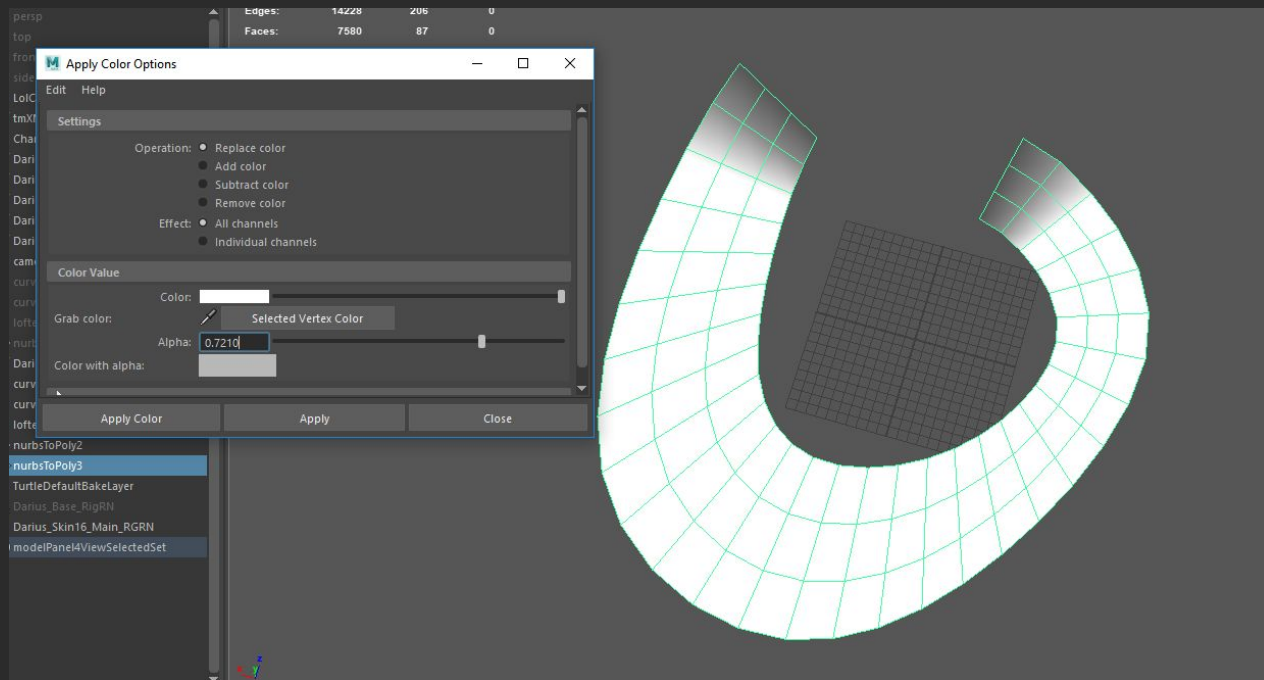 persp
top
side
Edges: 14228 206 0
Faces: 7580 87 0
Apply Color Options
Edit Help
Settings
Operation: Replace color
Add color
Subtract color
Remove color
Effect: All channels
Individual channels
Color Value
Color:
Grab color: Selected Vertex Color
Alpha: 0.7210
Color with alpha:
Apply Color Apply Close
nurbsToPoly2
nurbsToPoly3
TurtleDefaultBakeLayer
Darius_Base_RigRN
Darius_Skin16_Main_RGRN
modelPanel4ViewSelectedSet
z
y